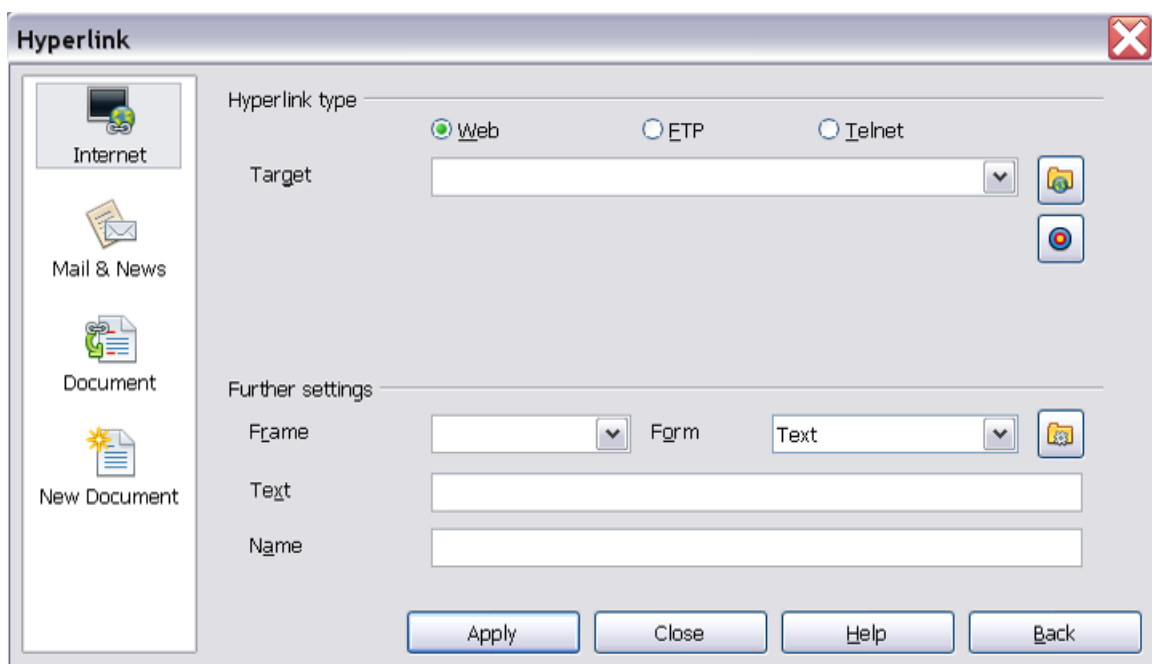 Hyperlink
Internet
Mail & News
Document
New Document
Hyperlink type
Web FTP Telnet
Target
Further settings
Frame Form Text
Text
Name
Apply Close Help Back